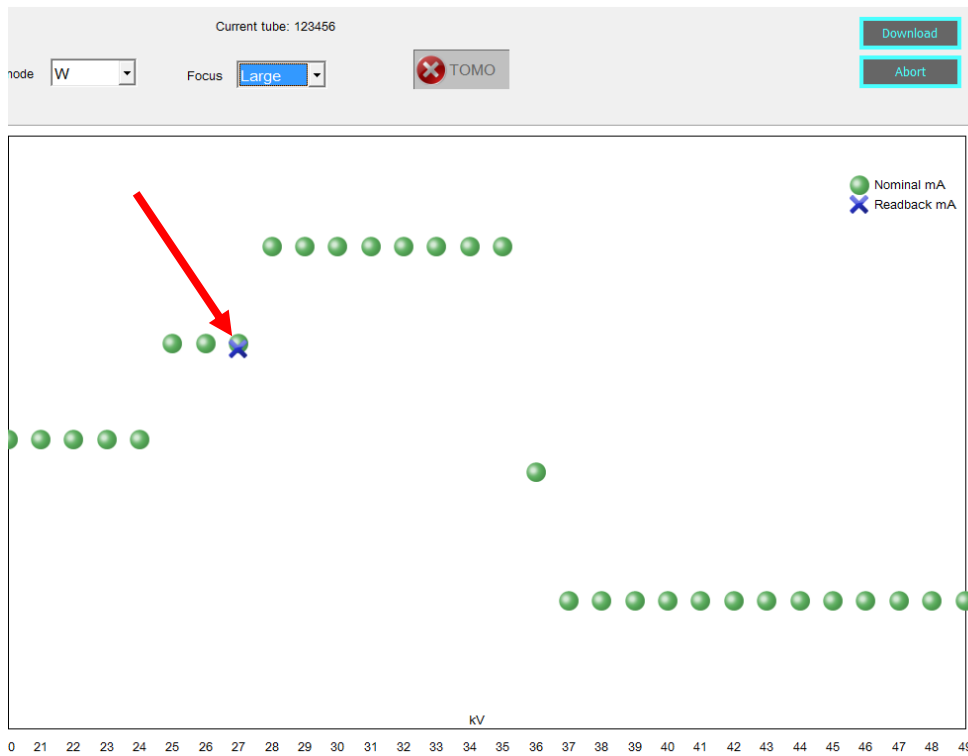 Current tube: 123456
Download
node W Focus Large TOMO
Abort
Nominal mA
Readback mA
kV
0 21 22 23 24 25 26 27 28 29 30 31 32 33 34 35 36 37 38 39 40 41 42 43 44 45 46 47 48